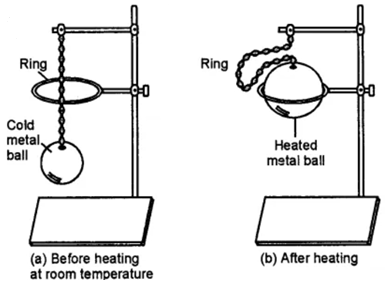 Ring
Cold
metal
ball
(a) Before heating
at room temperature
Ring
Heated
metal ball
(b) After heating